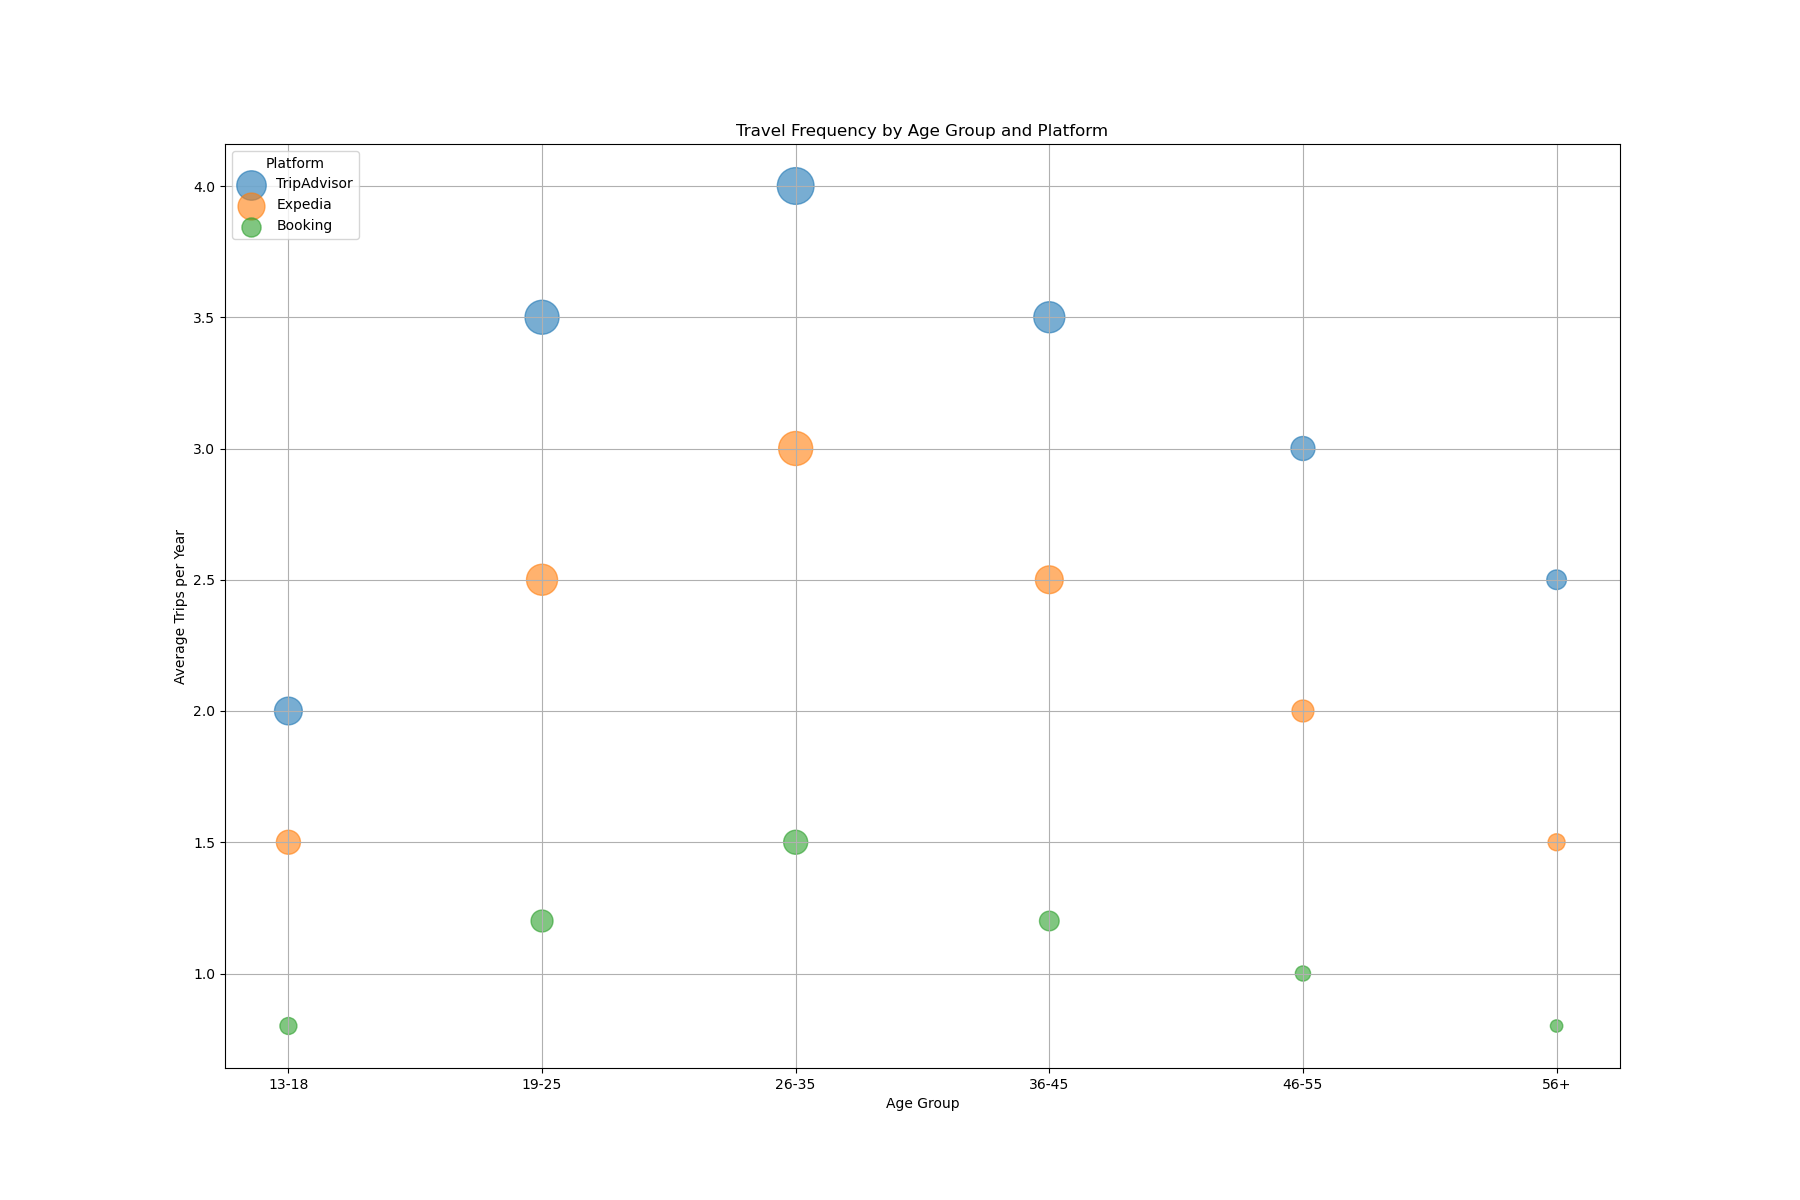 Travel Frequency by Age Group and Platform
Platform
TripAdvisor
Expedia
Booking
4.0
3.5
3.0
2.5
2.0
1.5
1.0
Average Trips per Year
13-18 19-25 26-35 36-45 46-55 56+
Age Group